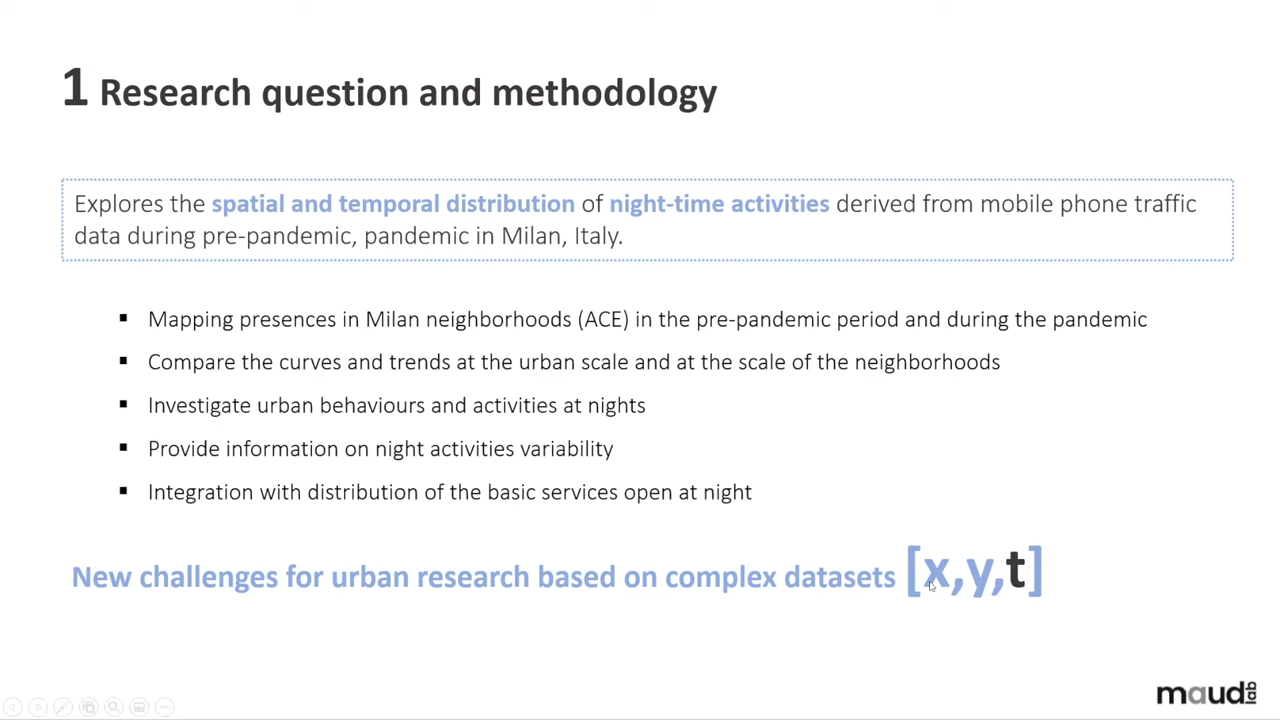 1 Research question and methodology
Explores the spatial and temporal distribution of night-time activities derived from mobile phone traffic
data during pre-pandemic, pandemic in Milan, Italy.
▪ Mapping presences in Milan neighborhoods (ACE) in the pre-pandemic period and during the pandemic
▪ Compare the curves and trends at the urban scale and at the scale of the neighborhoods
▪ Investigate urban behaviours and activities at nights
▪ Provide information on night activities variability
▪ Integration with distribution of the basic services open at night
New challenges for urban research based on complex datasets [x,y,t]
maudlab